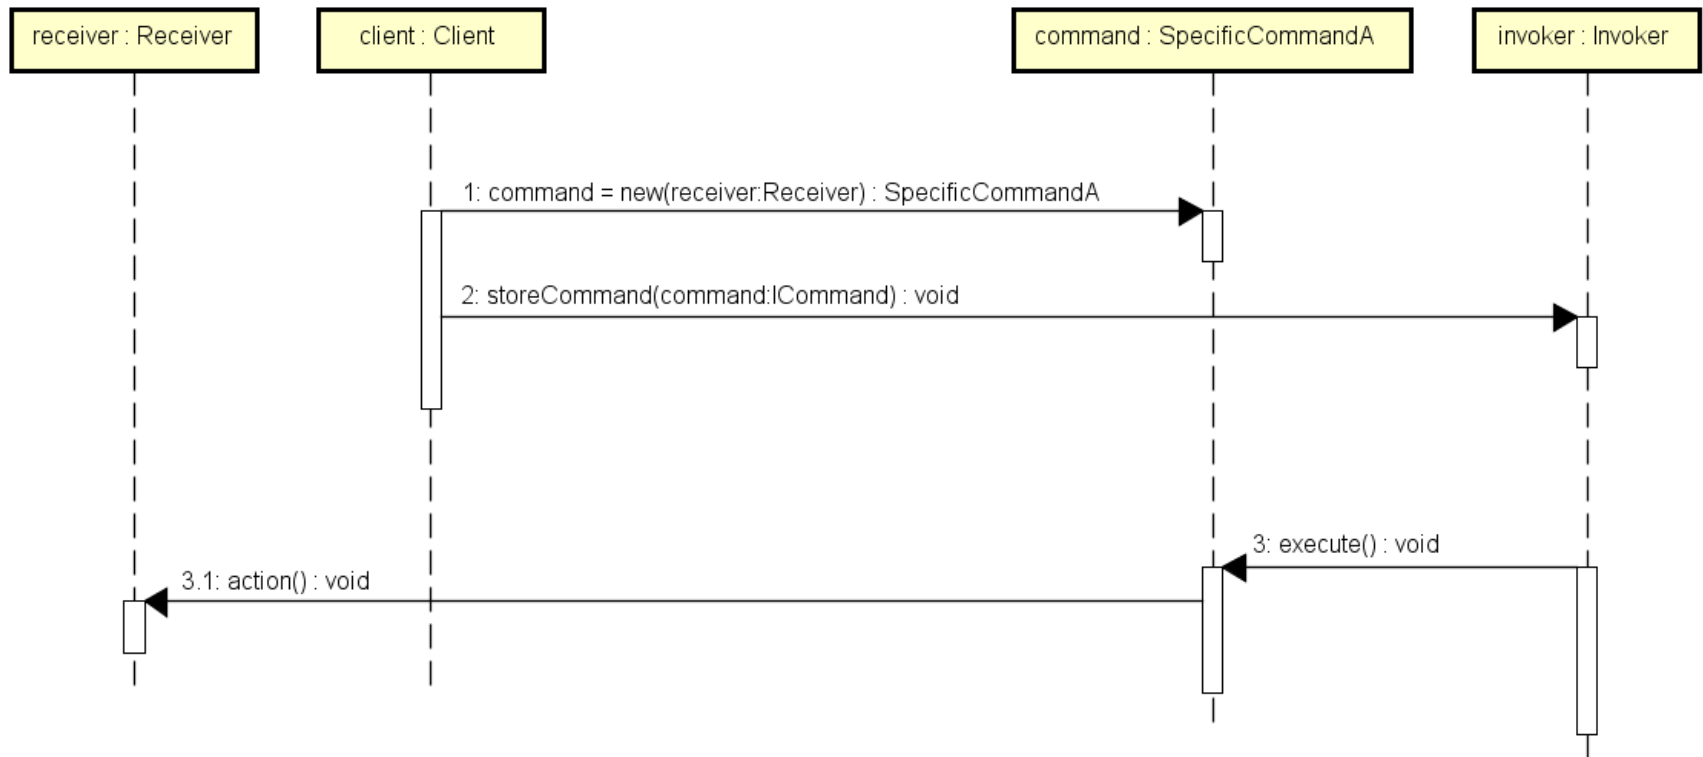 receiver : Receiver
client : Client
command : SpecificCommandA
invoker : Invoker
1: command = new(receiver:Receiver) : SpecificCommandA
2: storeCommand(command:ICommand) : void
3: execute() : void
3.1: action() : void